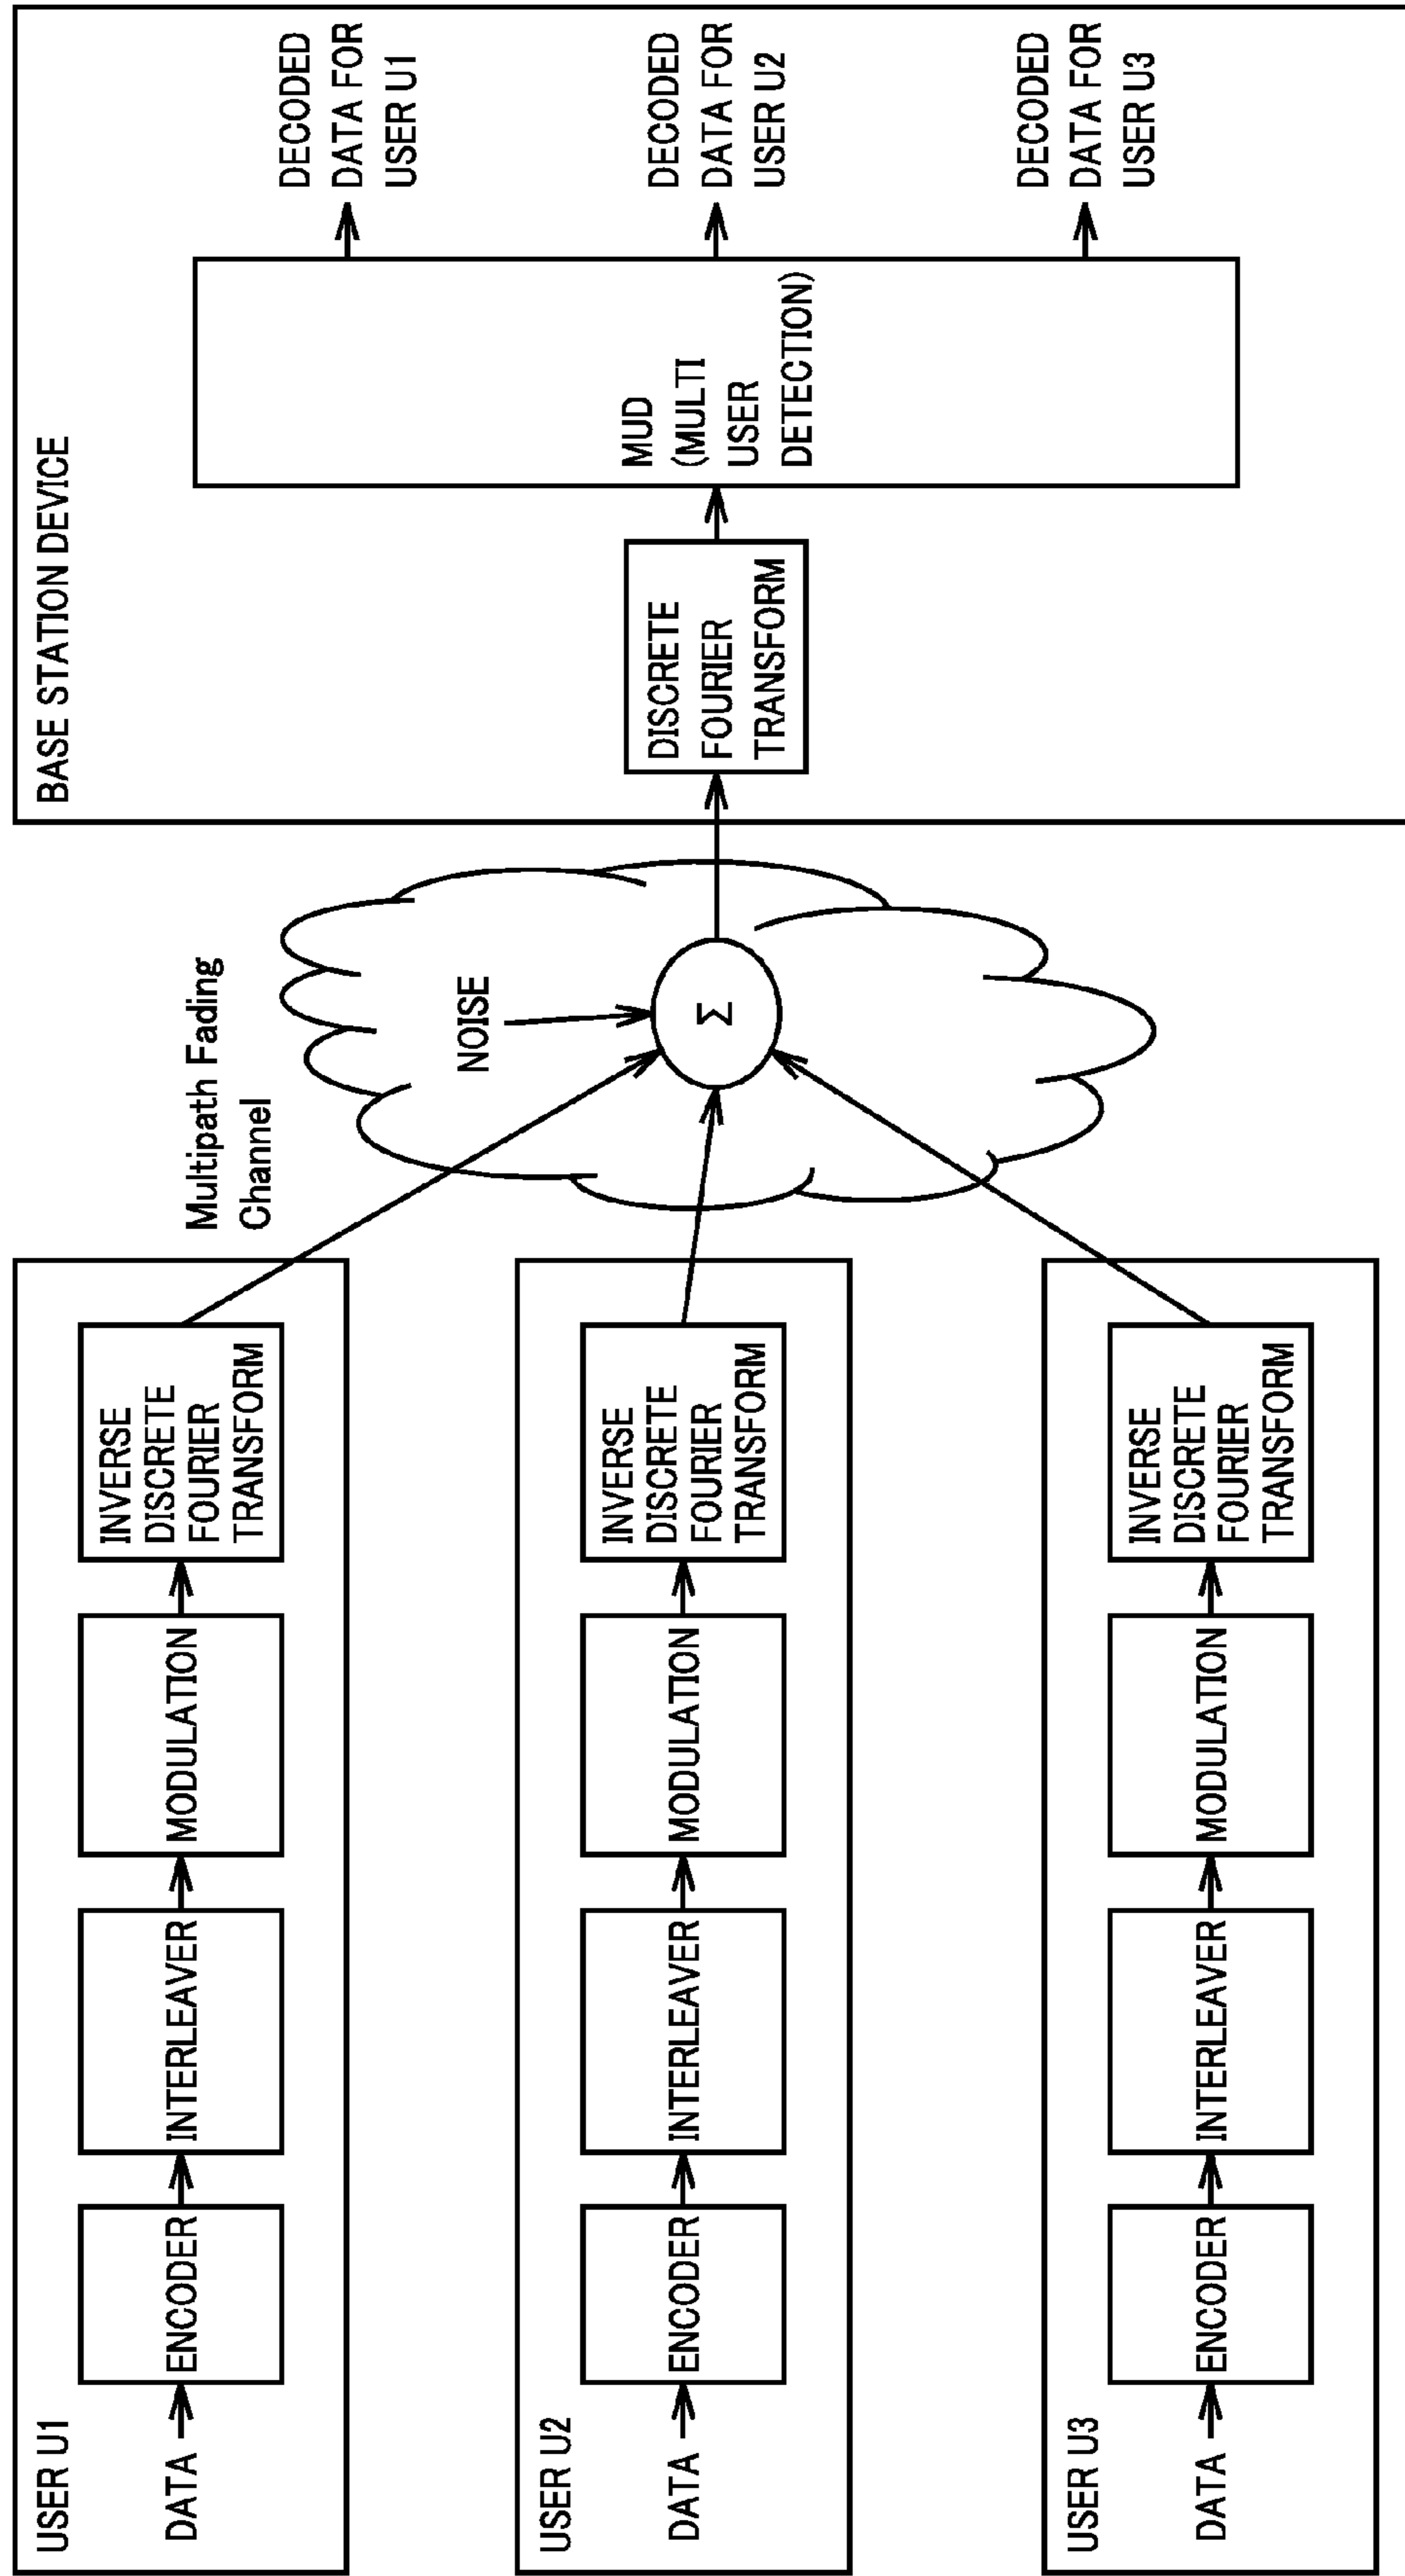 USER U1
DATA
ENCODER
INTERLEAVER
MODULATION
INVERSE
DISCRETE
FOURIER
TRANSFORM
USER U2
DATA
ENCODER
INTERLEAVER
MODULATION
INVERSE
DISCRETE
FOURIER
TRANSFORM
USER U3
DATA
ENCODER
INTERLEAVER
MODULATION
INVERSE
DISCRETE
FOURIER
TRANSFORM
Multipath Fading
Channel
NOISE
Σ
BASE STATION DEVICE
DISCRETE
FOURIER
TRANSFORM
MUD
(MULTI
USER
DETECTION)
DECODED
DATA FOR
USER U1
DECODED
DATA FOR
USER U2
DECODED
DATA FOR
USER U3